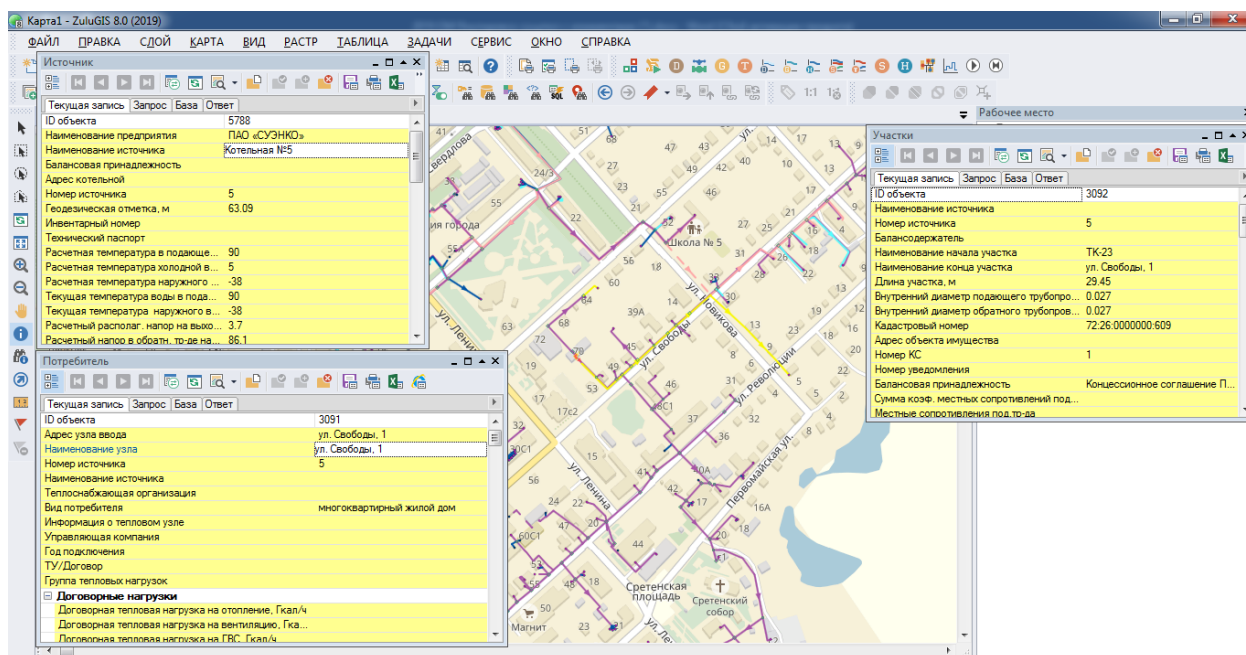 Карта1 - ZuluGIS 8.0 (2019)
ФАЙЛ ПРАВКА СЛОЙ КАРТА ВИД РАСТР ТАБЛИЦА ЗАДАЧИ СЕРВИС ОКНО СПРАВКА
Источник
Текущая запись Запрос База Ответ
ID объекта 5788
Наименование предприятия ПАО «СУЭНКО»
Наименование источника Котельная №5
Балансовая принадлежность
Адрес котельной
Номер источника 5
Геодезическая отметка, м 63.09
Инвентарный номер
Технический паспорт
Расчетная температура в подающе... 90
Расчетная температура холодной в... 5
Расчетная температура наружного ... -38
Текущая температура воды в пода... 90
Текущая температура наружного в... -38
Расчетный располаг. напор на выхо... 3.7
Расчетный напор в обратн. тр-де на... 86.1
Потребитель
Текущая запись Запрос База Ответ
ID объекта 3091
Адрес узла ввода ул. Свободы, 1
Наименование узла ул. Свободы, 1
Номер источника 5
Наименование источника
Теплоснабжающая организация
Вид потребителя многоквартирный жилой дом
Информация о тепловом узле
Управляющая компания
Год подключения
ТУ/Договор
Группа тепловых нагрузок
Договорные нагрузки
Договорная тепловая нагрузка на отопление, Гкал/ч
Договорная тепловая нагрузка на вентиляцию, Гка...
Договорная тепловая нагрузка на ГВС, Гкал/ч
Рабочее место
Участки
Текущая запись Запрос База Ответ
ID объекта 3092
Наименование источника
Номер источника 5
Балансодержатель
Наименование начала участка ТК-23
Наименование конца участка ул. Свободы, 1
Длина участка, м 29.45
Внутренний диаметр подающего трубопро... 0.027
Внутренний диаметр обратного трубопров... 0.027
Кадастровый номер 72:26:0000000:609
Адрес объекта имущества
Номер КС 1
Номер уведомления
Балансовая принадлежность Концессионное соглашение П...
Сумма коэф. местных сопротивлений под...
Местные сопротивления под.тр-да
Школа № 5
ул. Новикова
ул. Свободы
ул. Революции
Первомайская ул.
ул. Ленина
Сретенская
площадь
Сретенский
собор
Магнит